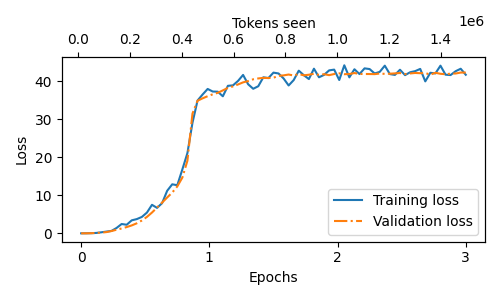 Tokens seen
0.0 0.2 0.4 0.6 0.8 1.0 1.2 1.4 1e6
Loss
40
30
20
10
0
Training loss
Validation loss
0 1 2 3
Epochs